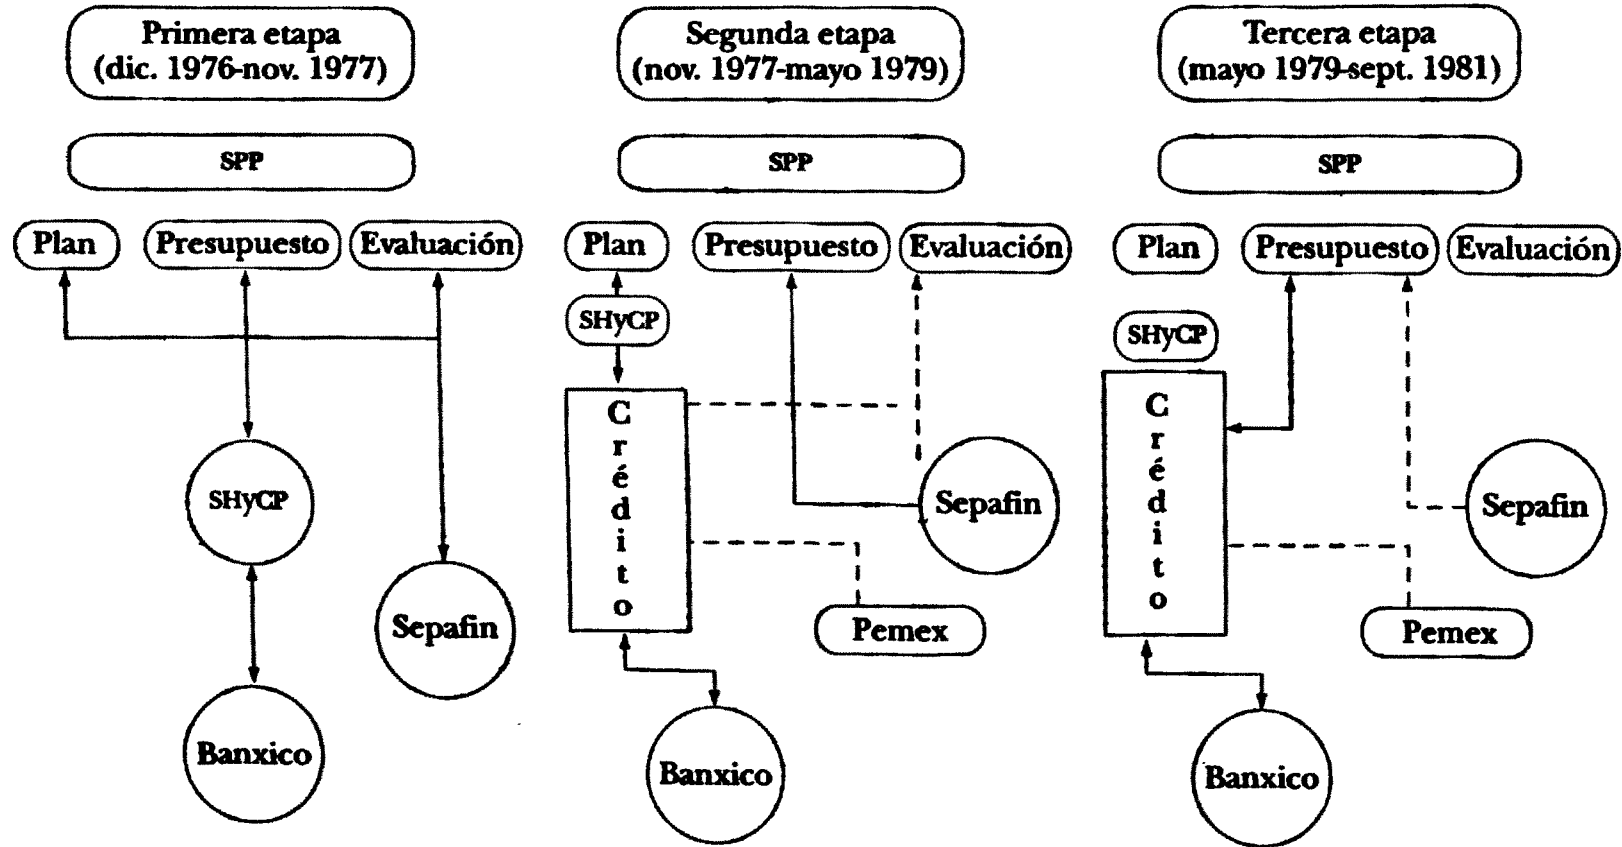 Primera etapa
(dic. 1976-nov. 1977)
SPP
Plan
Presupuesto
Evaluación
SHyCP
Sepafin
Banxico
Segunda etapa
(nov. 1977-mayo 1979)
SPP
Plan
Presupuesto
Evaluación
SHyCP
Crédito
Sepafin
Pemex
Banxico
Tercera etapa
(mayo 1979-sept. 1981)
SPP
Plan
Presupuesto
Evaluación
SHyCP
Crédito
Sepafin
Pemex
Banxico